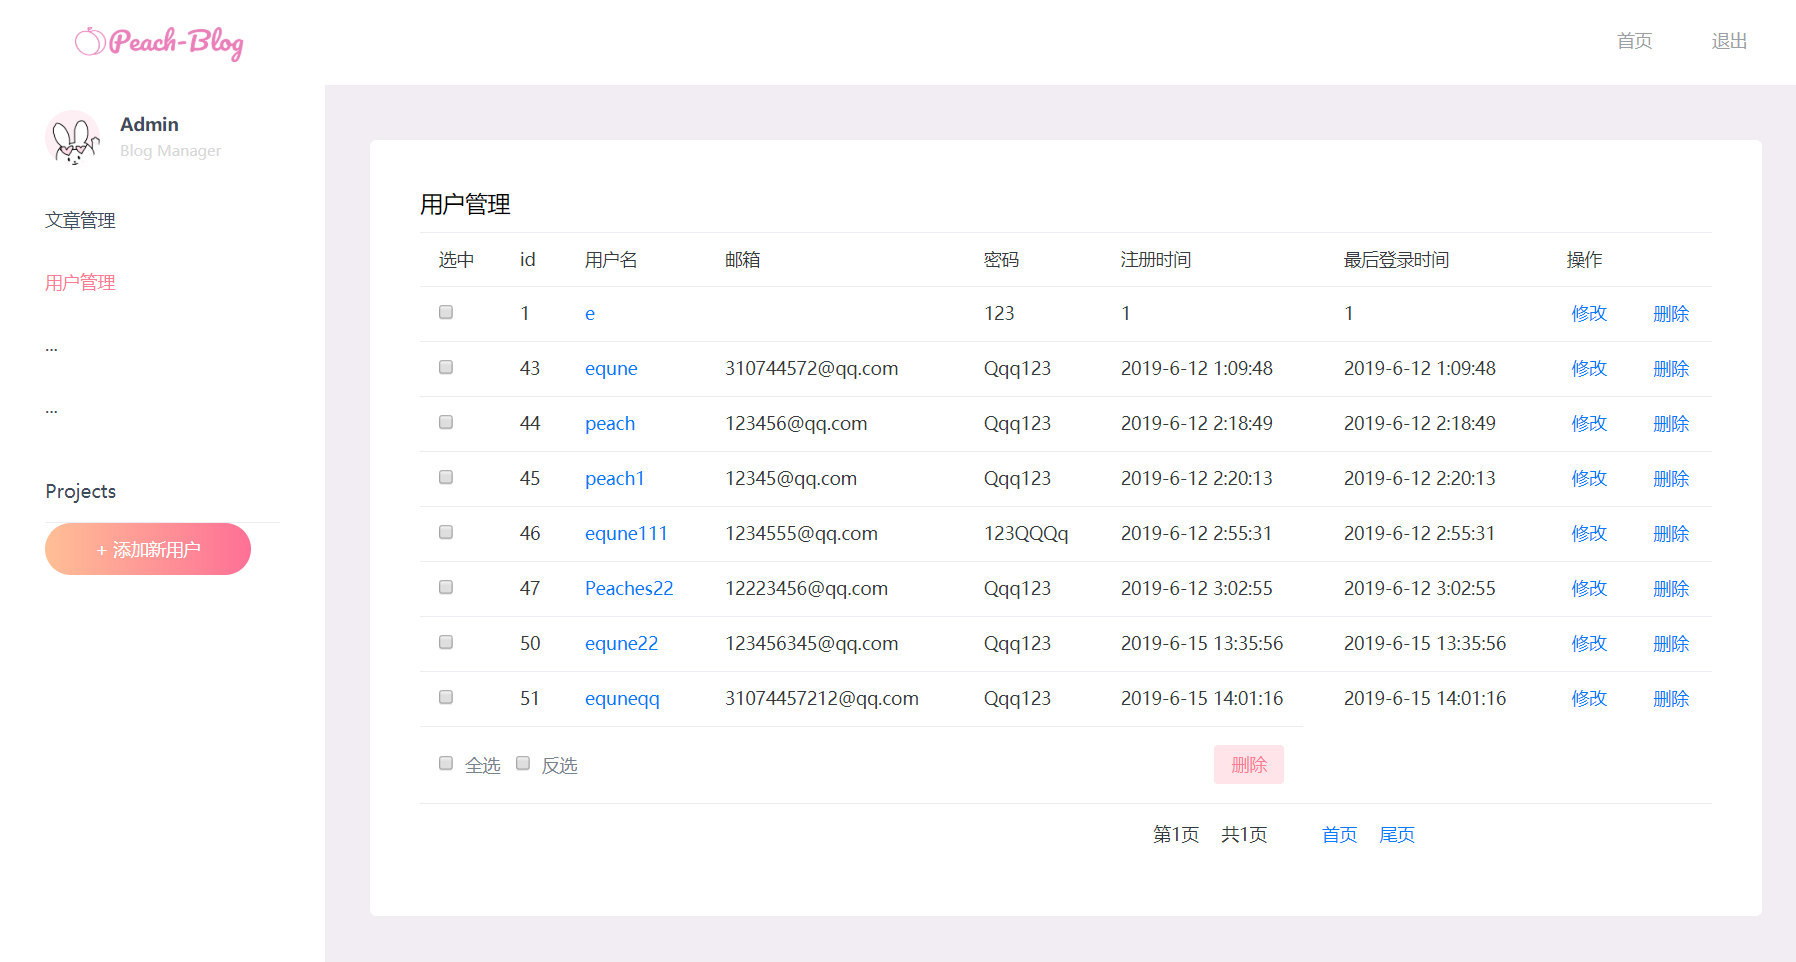 Peach-Blog
首页 退出
Admin
Blog Manager
文章管理
用户管理
...
...
Projects
+ 添加新用户
用户管理
选中 id 用户名 邮箱 密码 注册时间 最后登录时间 操作
1 e 123 1 1 修改 删除
43 equne 310744572@qq.com Qqq123 2019-6-12 1:09:48 2019-6-12 1:09:48 修改 删除
44 peach 123456@qq.com Qqq123 2019-6-12 2:18:49 2019-6-12 2:18:49 修改 删除
45 peach1 12345@qq.com Qqq123 2019-6-12 2:20:13 2019-6-12 2:20:13 修改 删除
46 equne111 1234555@qq.com 123QQQq 2019-6-12 2:55:31 2019-6-12 2:55:31 修改 删除
47 Peaches22 12223456@qq.com Qqq123 2019-6-12 3:02:55 2019-6-12 3:02:55 修改 删除
50 equne22 123456345@qq.com Qqq123 2019-6-15 13:35:56 2019-6-15 13:35:56 修改 删除
51 equneqq 31074457212@qq.com Qqq123 2019-6-15 14:01:16 2019-6-15 14:01:16 修改 删除
全选 反选 删除
第1页 共1页 首页 尾页